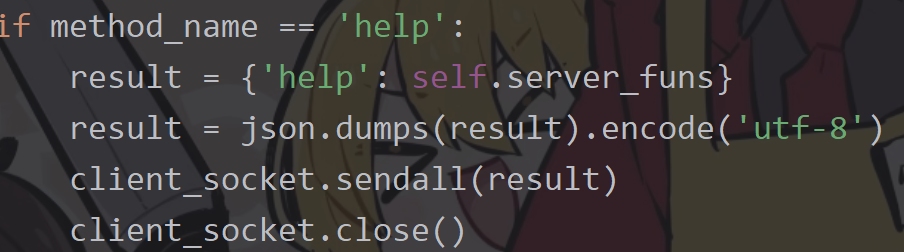 if method_name == 'help':
    result = {'help': self.server_funs}
    result = json.dumps(result).encode('utf-8')
    client_socket.sendall(result)
    client_socket.close()